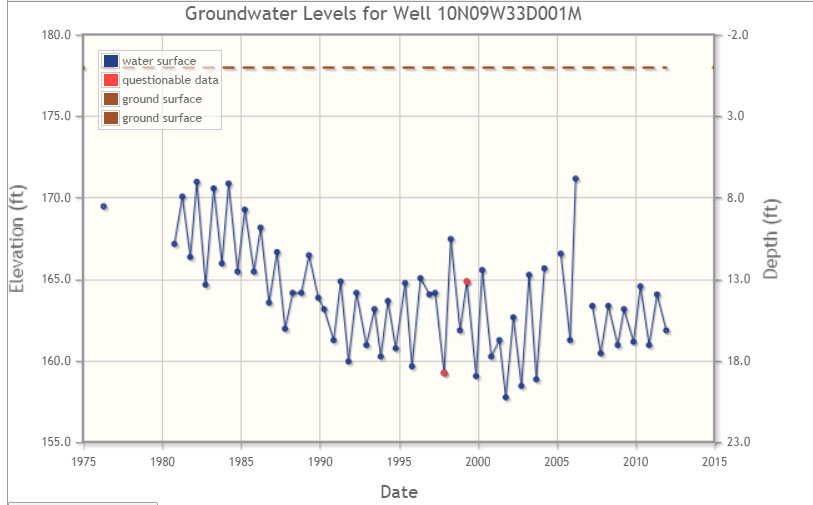 Groundwater Levels for Well 10N09W33D001M
180.0
175.0
170.0
165.0
160.0
155.0
Elevation (ft)
water surface
questionable data
ground surface
ground surface
-2.0
3.0
8.0
13.0
18.0
23.0
Depth (ft)
1975 1980 1985 1990 1995 2000 2005 2010 2015
Date